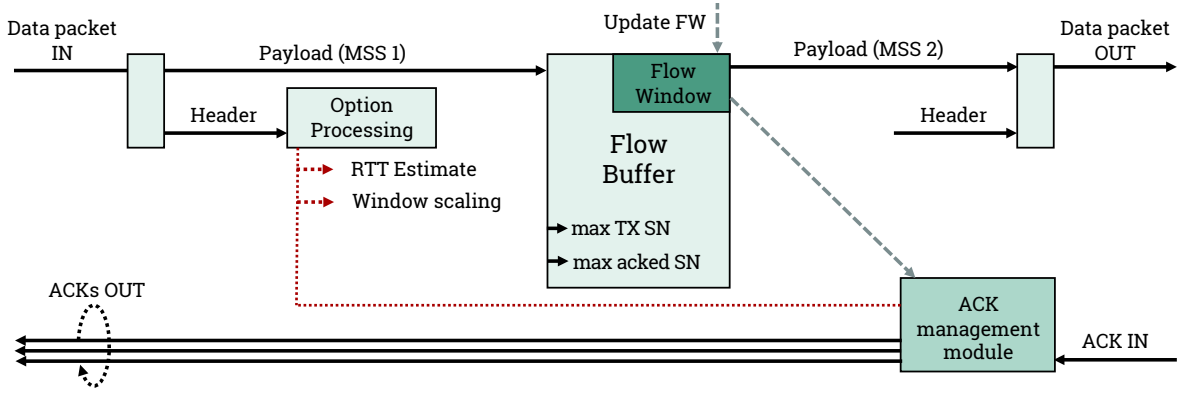 Update FW
Data packet
IN
Payload (MSS 1)
Payload (MSS 2)
Data packet
OUT
Flow
Window
Header
Option
Processing
Header
Flow
Buffer
RTT Estimate
Window scaling
max TX SN
max acked SN
ACKs OUT
ACK
management
module
ACK IN